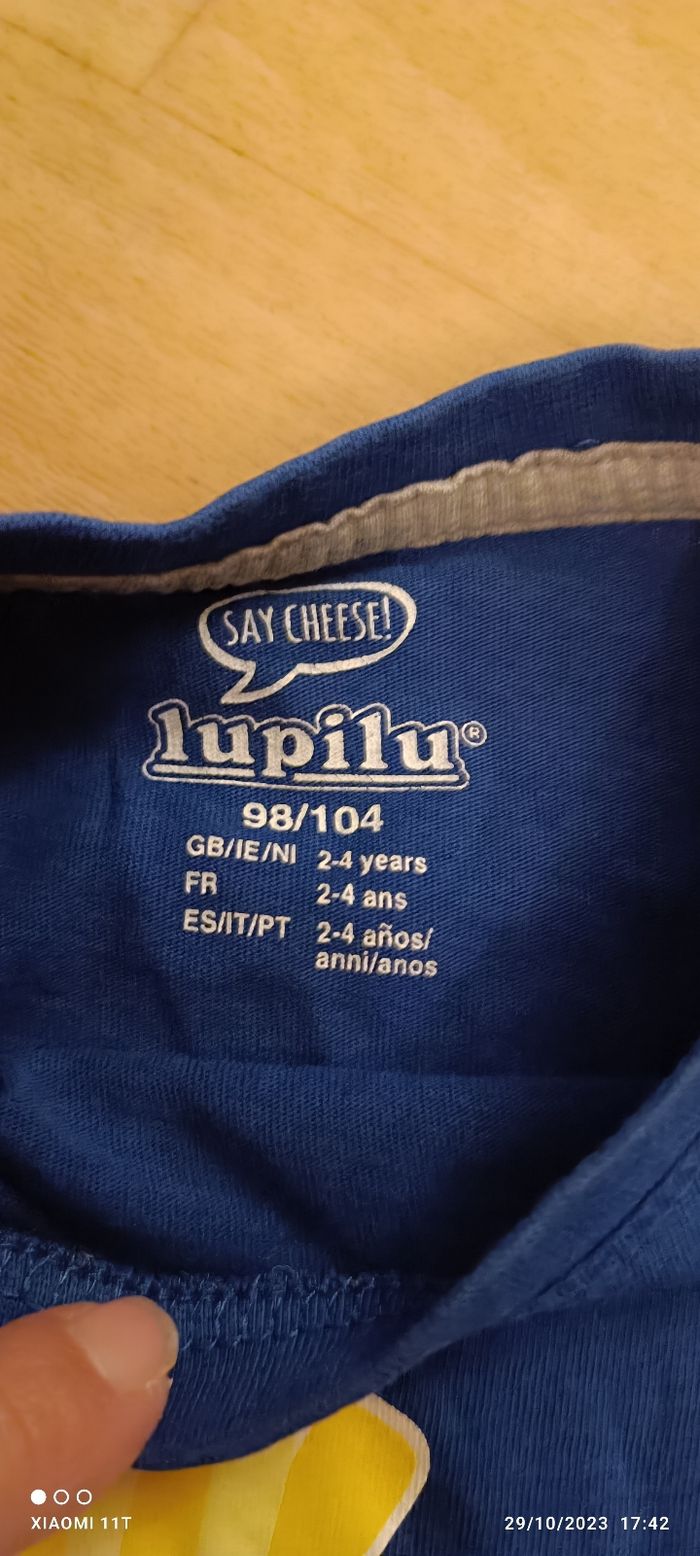 SAY CHEESE!
lupilu®
98/104
GB/IE/NI 2-4 years
FR 2-4 ans
ES/IT/PT 2-4 años/
anni/anos
XIAOMI 11T 29/10/2023 17:42